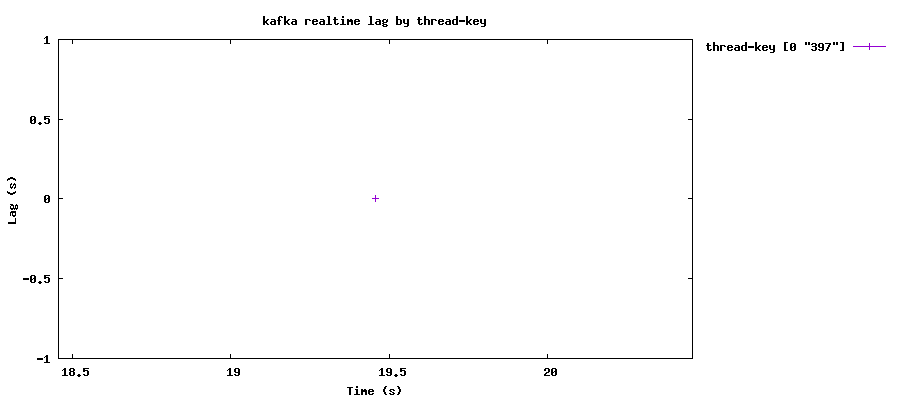 kafka realtime lag by thread-key
thread-key [0 "397"]
1
0.5
0
-0.5
-1
Lag (s)
18.5 19 19.5 20
Time (s)